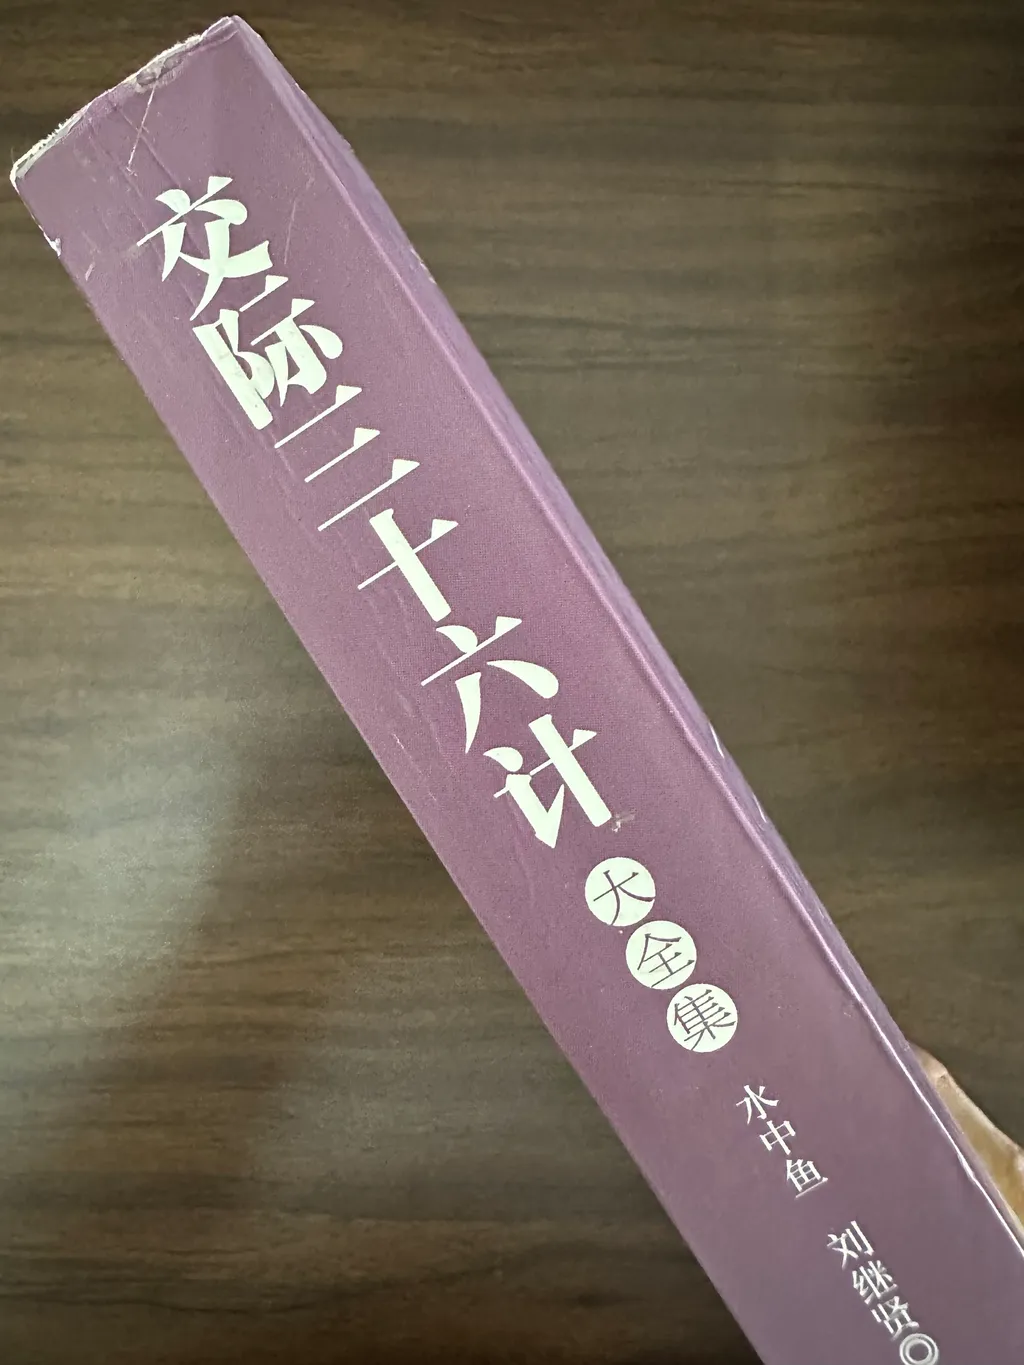 交际三十六计
大全集
水中鱼 刘继贤◎